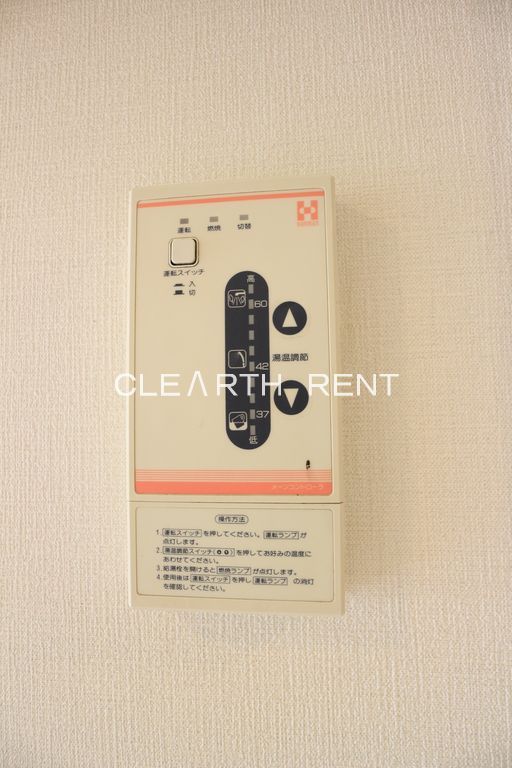 運転 燃焼 切替
運転スイッチ
入
切
高
60
湯温調節
42
CLEARTH RENT
37
低
メーンコントローラ
操作方法
1. 運転スイッチ を押してください。 運転ランプ が
点灯します。
2. 湯温調節スイッチ(▲▼) を押してお好みの温度に
あわせてください。
3. 給湯栓を開けると 燃焼ランプ が点灯します。
4. 使用後は 運転スイッチ を押し 運転ランプ の消灯
を確認してください。